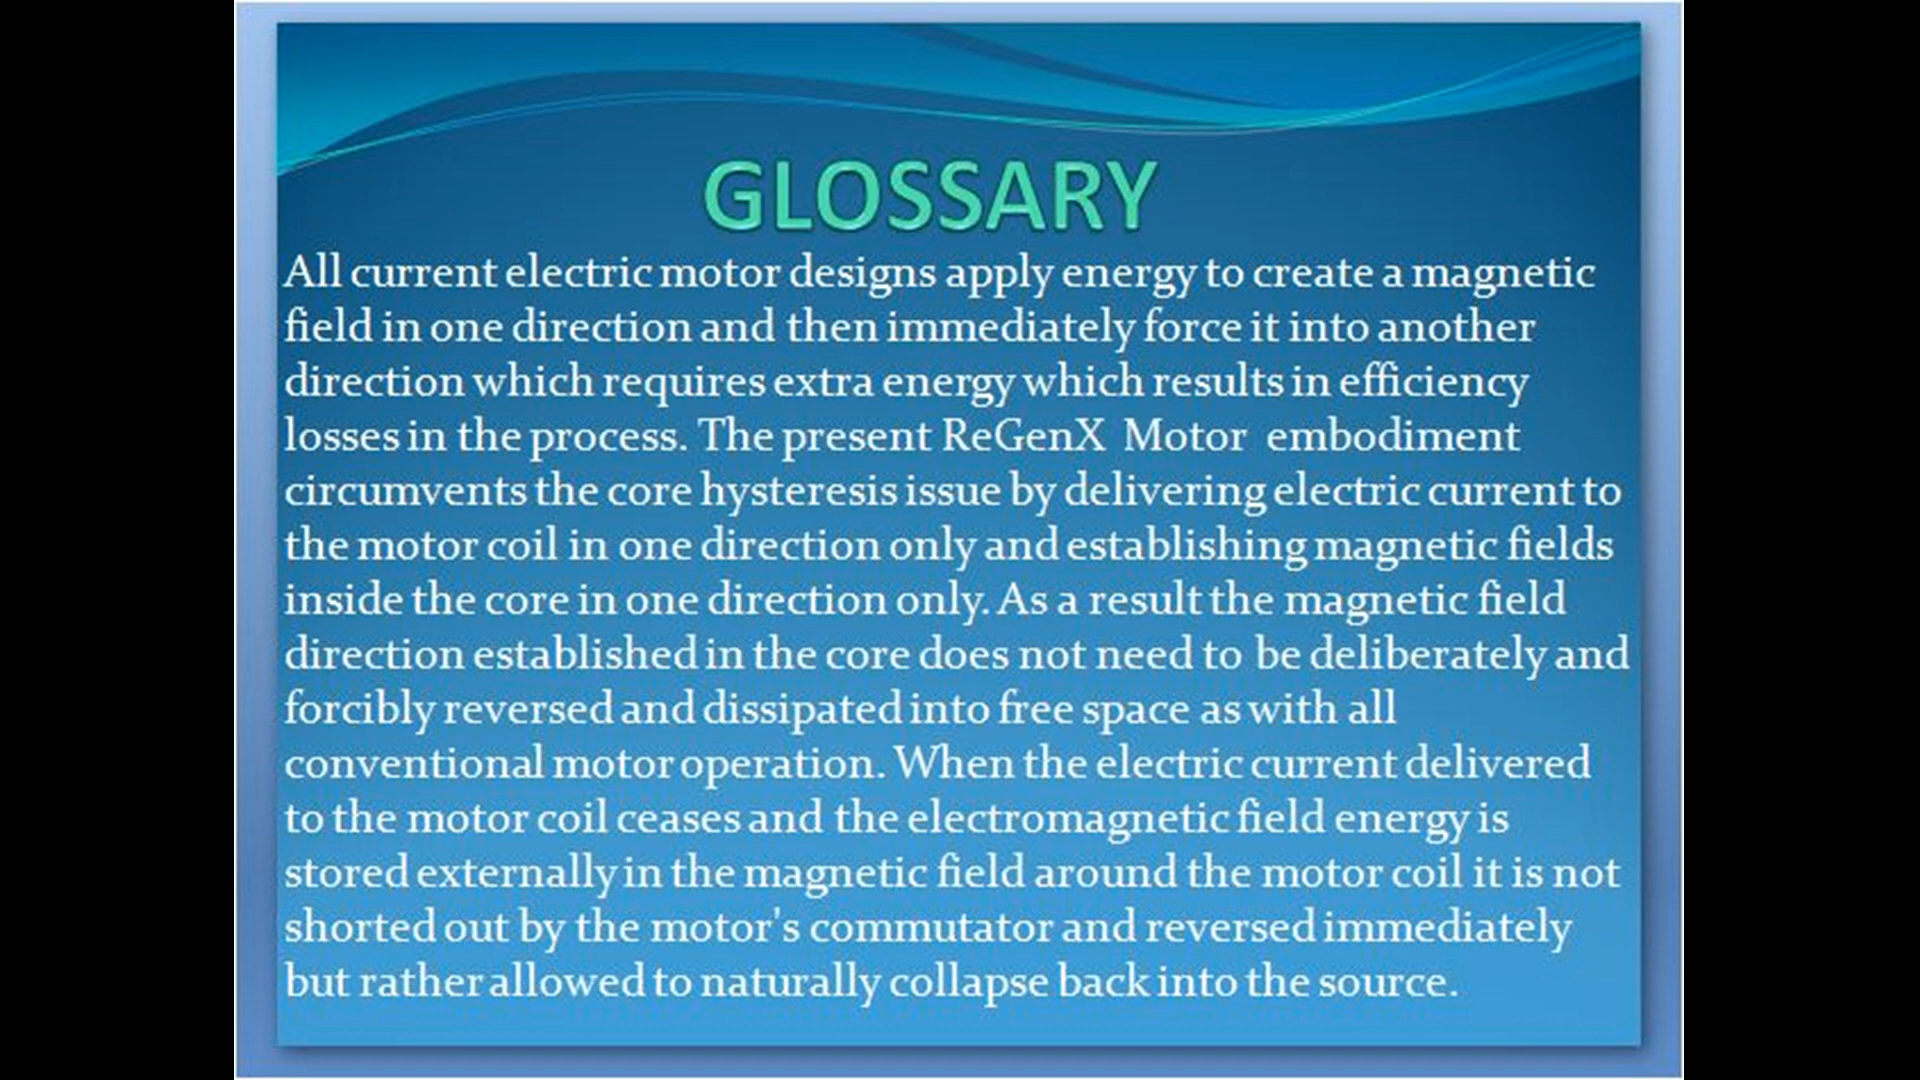 GLOSSARY
All current electric motor designs apply energy to create a magnetic
field in one direction and then immediately force it into another
direction which requires extra energy which results in efficiency
losses in the process. The present ReGenX Motor embodiment
circumvents the core hysteresis issue by delivering electric current to
the motor coil in one direction only and establishing magnetic fields
inside the core in one direction only. As a result the magnetic field
direction established in the core does not need to be deliberately and
forcibly reversed and dissipated into free space as with all
conventional motor operation. When the electric current delivered
to the motor coil ceases and the electromagnetic field energy is
stored externally in the magnetic field around the motor coil it is not
shorted out by the motor's commutator and reversed immediately
but rather allowed to naturally collapse back into the source.